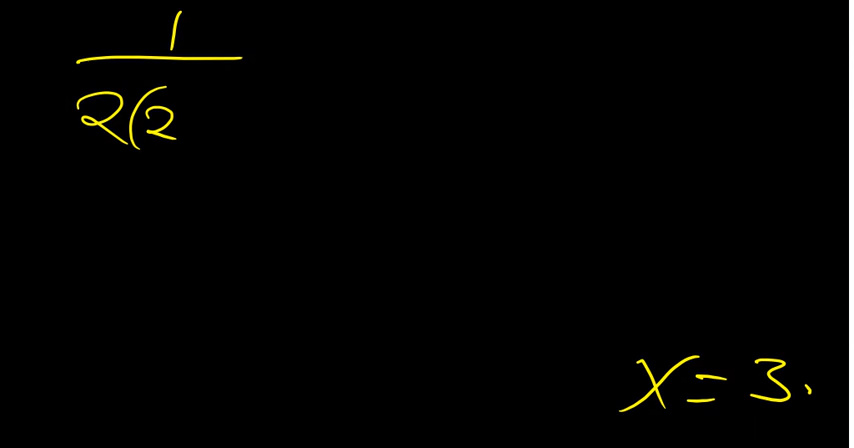 1
2(2
x = 3.